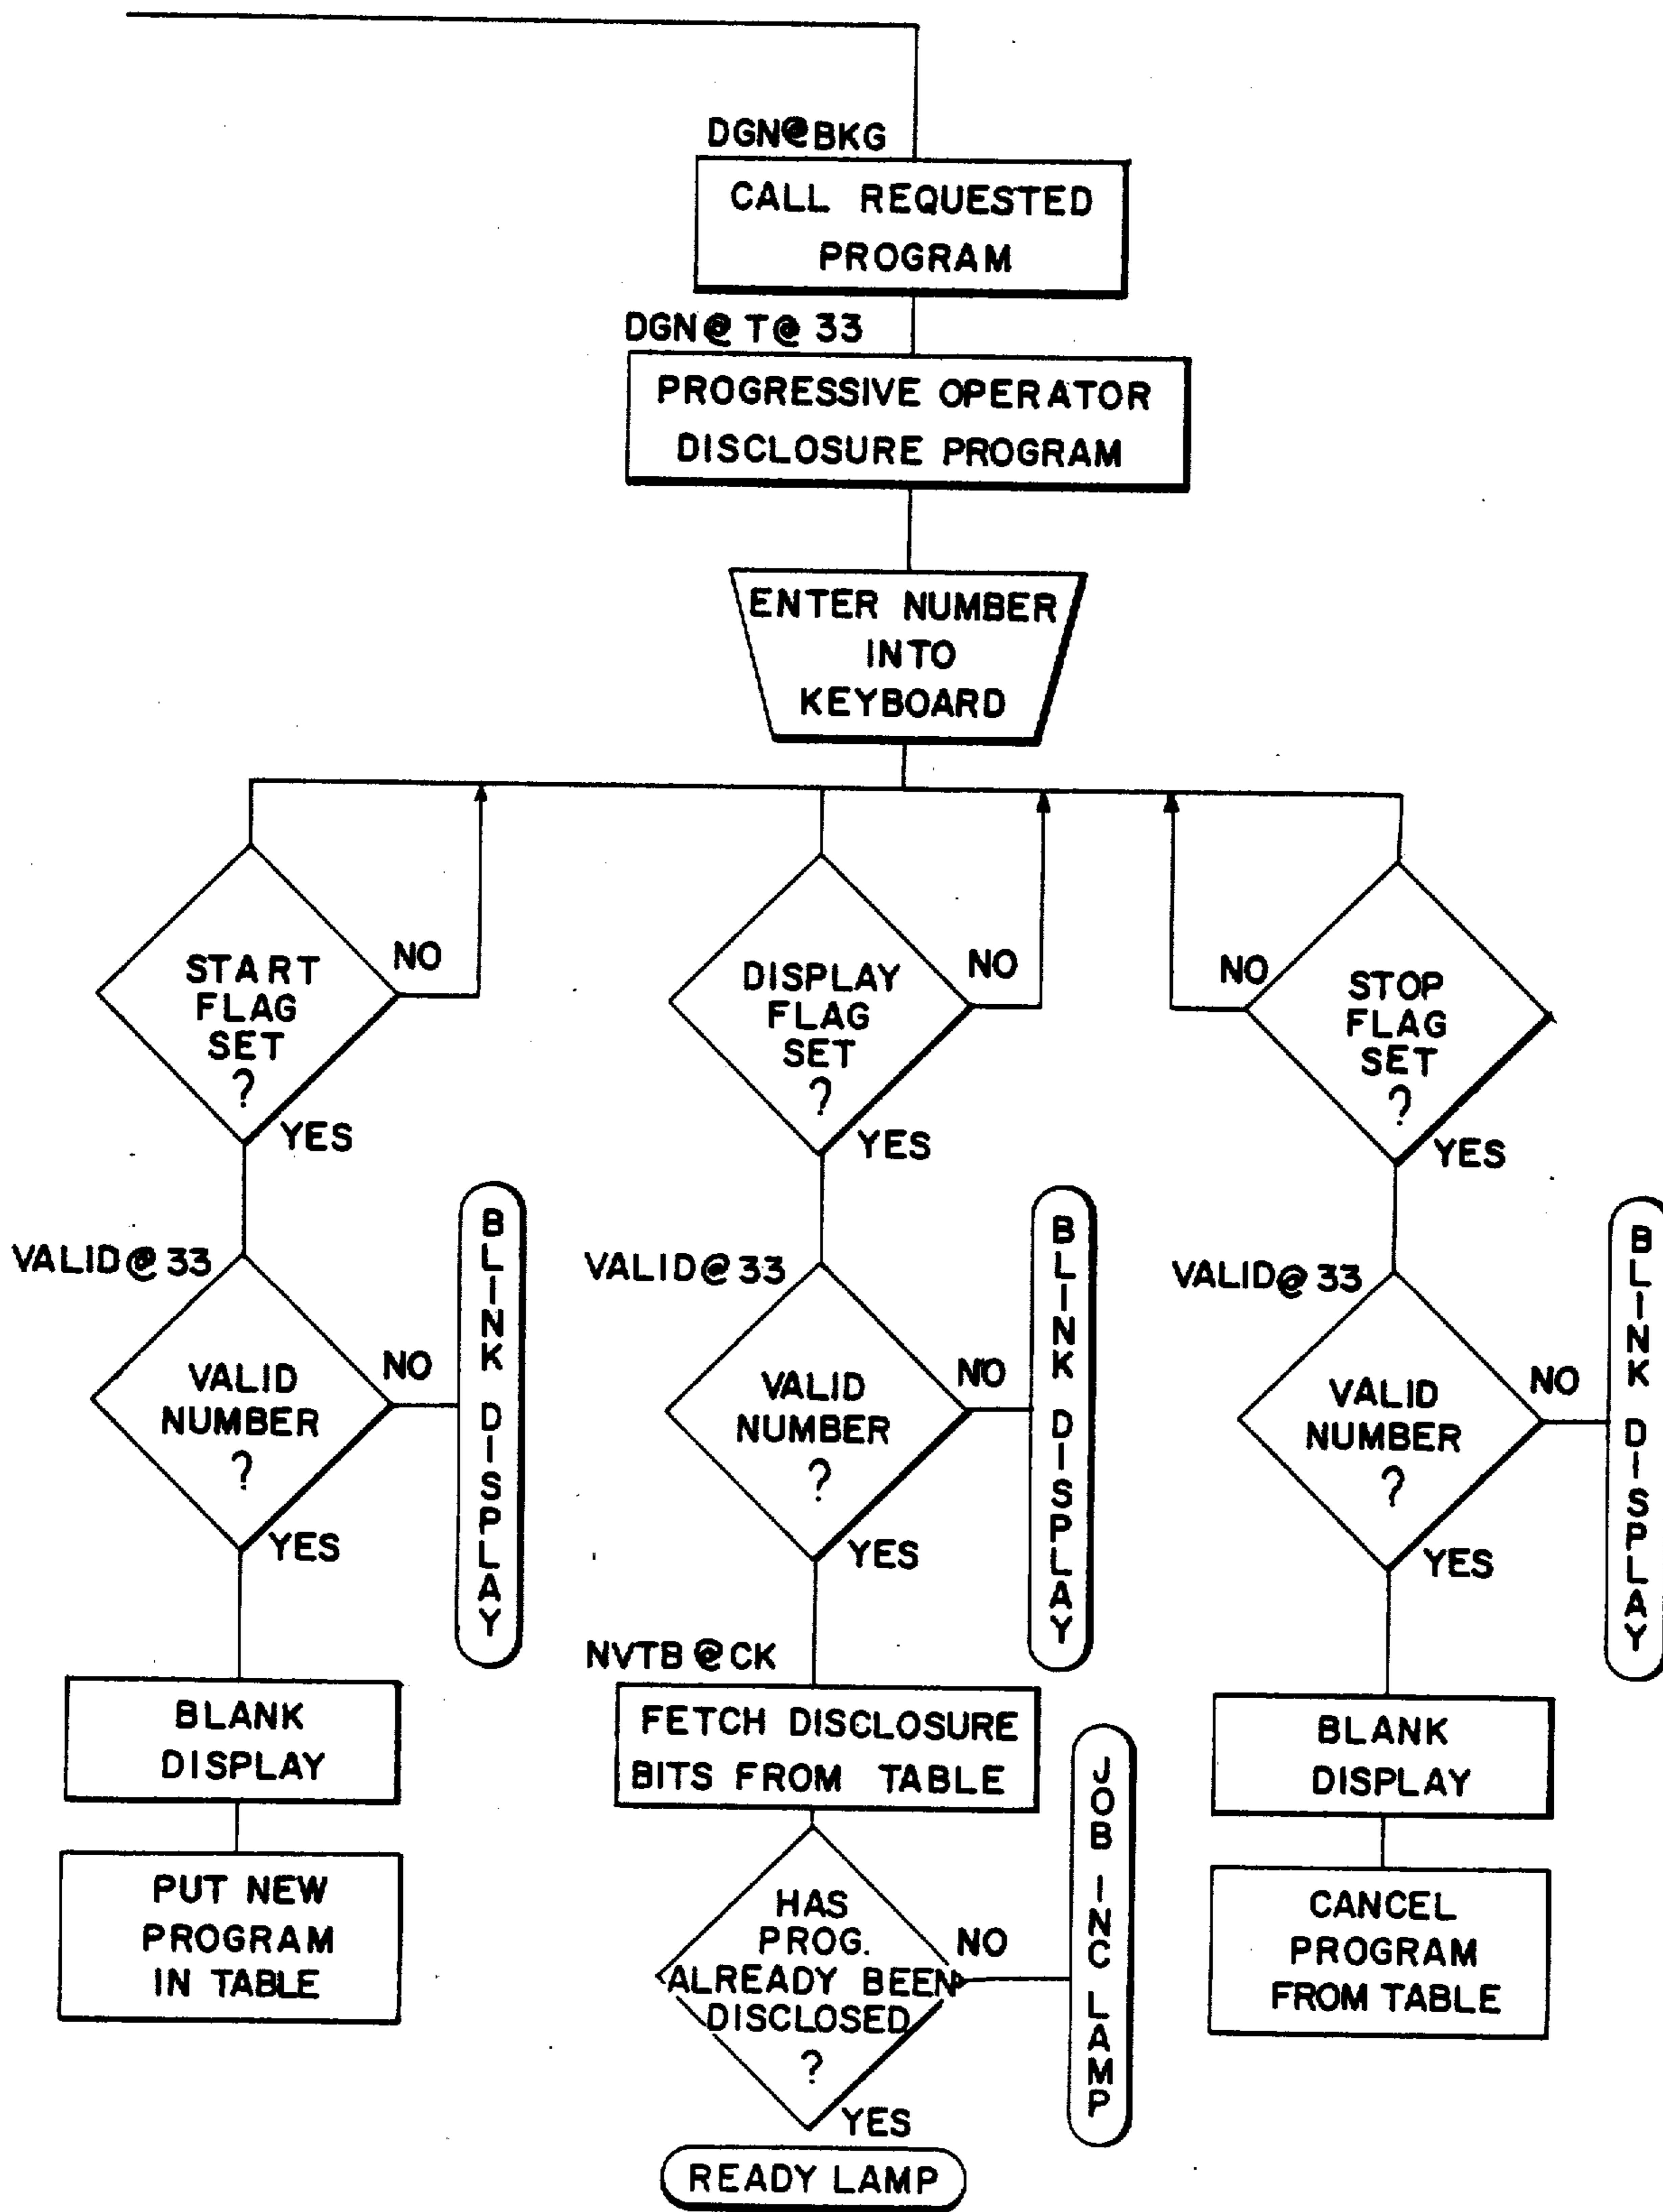 DGN@BKG
CALL REQUESTED
PROGRAM
DGN@T@33
PROGRESSIVE OPERATOR
DISCLOSURE PROGRAM
ENTER NUMBER
INTO
KEYBOARD
START
FLAG
SET
?
NO
YES
VALID@33
VALID
NUMBER
?
NO
BLINK DISPLAY
YES
BLANK
DISPLAY
PUT NEW
PROGRAM
IN TABLE
DISPLAY
FLAG
SET
?
NO
YES
VALID@33
VALID
NUMBER
?
NO
BLINK DISPLAY
YES
NVTB@CK
FETCH DISCLOSURE
BITS FROM TABLE
HAS
PROG.
ALREADY BEEN
DISCLOSED
?
NO
JOB INC LAMP
YES
READY LAMP
NO
STOP
FLAG
SET
?
YES
VALID@33
VALID
NUMBER
?
NO
BLINK DISPLAY
YES
BLANK
DISPLAY
CANCEL
PROGRAM
FROM TABLE